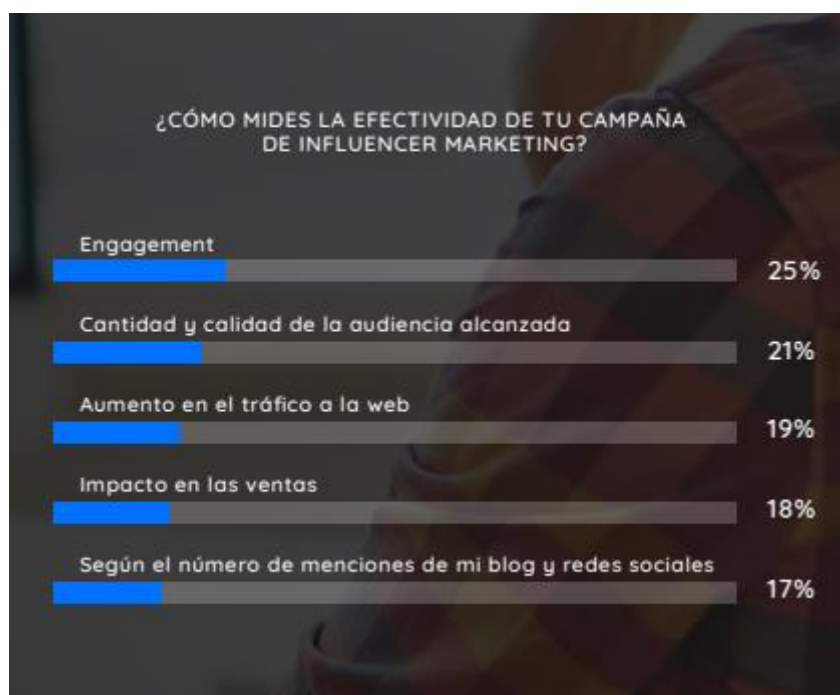 ¿CÓMO MIDES LA EFECTIVIDAD DE TU CAMPAÑA
DE INFLUENCER MARKETING?
Engagement
25%
Cantidad y calidad de la audiencia alcanzada
21%
Aumento en el tráfico a la web
19%
Impacto en las ventas
18%
Según el número de menciones de mi blog y redes sociales
17%